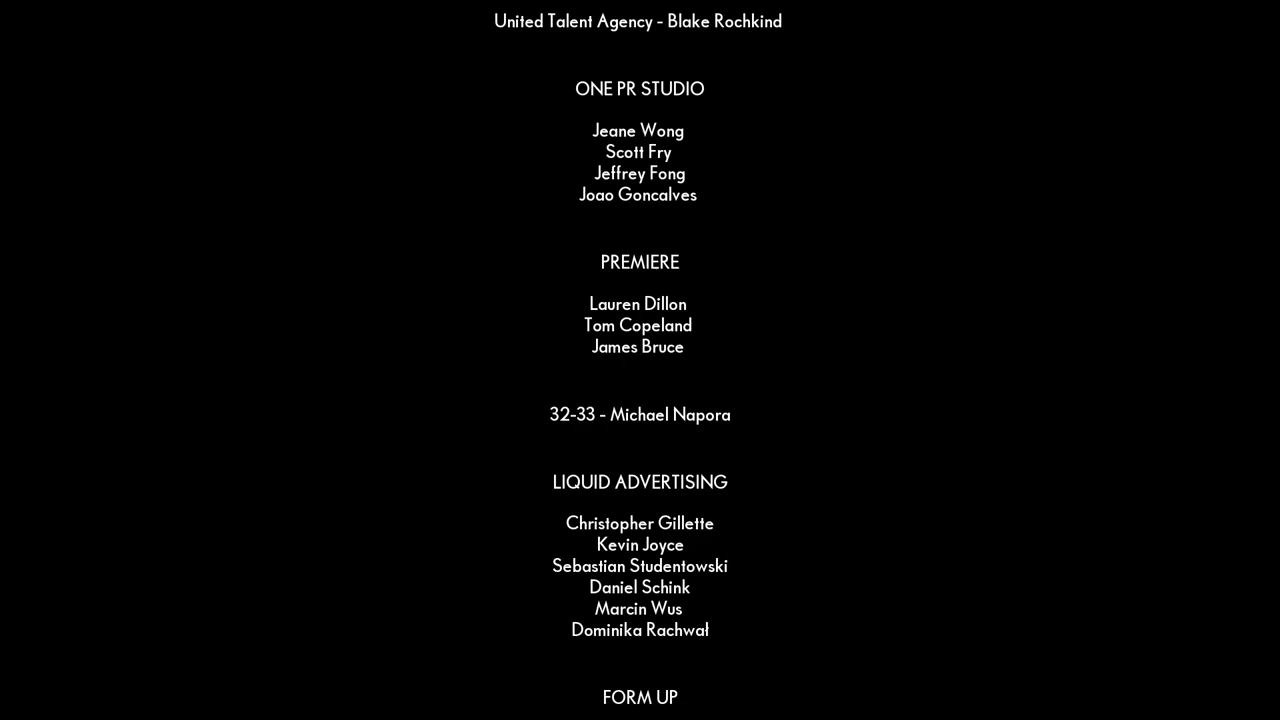 United Talent Agency - Blake Rochkind
ONE PR STUDIO
Jeane Wong
Scott Fry
Jeffrey Fong
Joao Goncalves
PREMIERE
Lauren Dillon
Tom Copeland
James Bruce
32-33 - Michael Napora
LIQUID ADVERTISING
Christopher Gillette
Kevin Joyce
Sebastian Studentowski
Daniel Schink
Marcin Wus
Dominika Rachwał
FORM UP